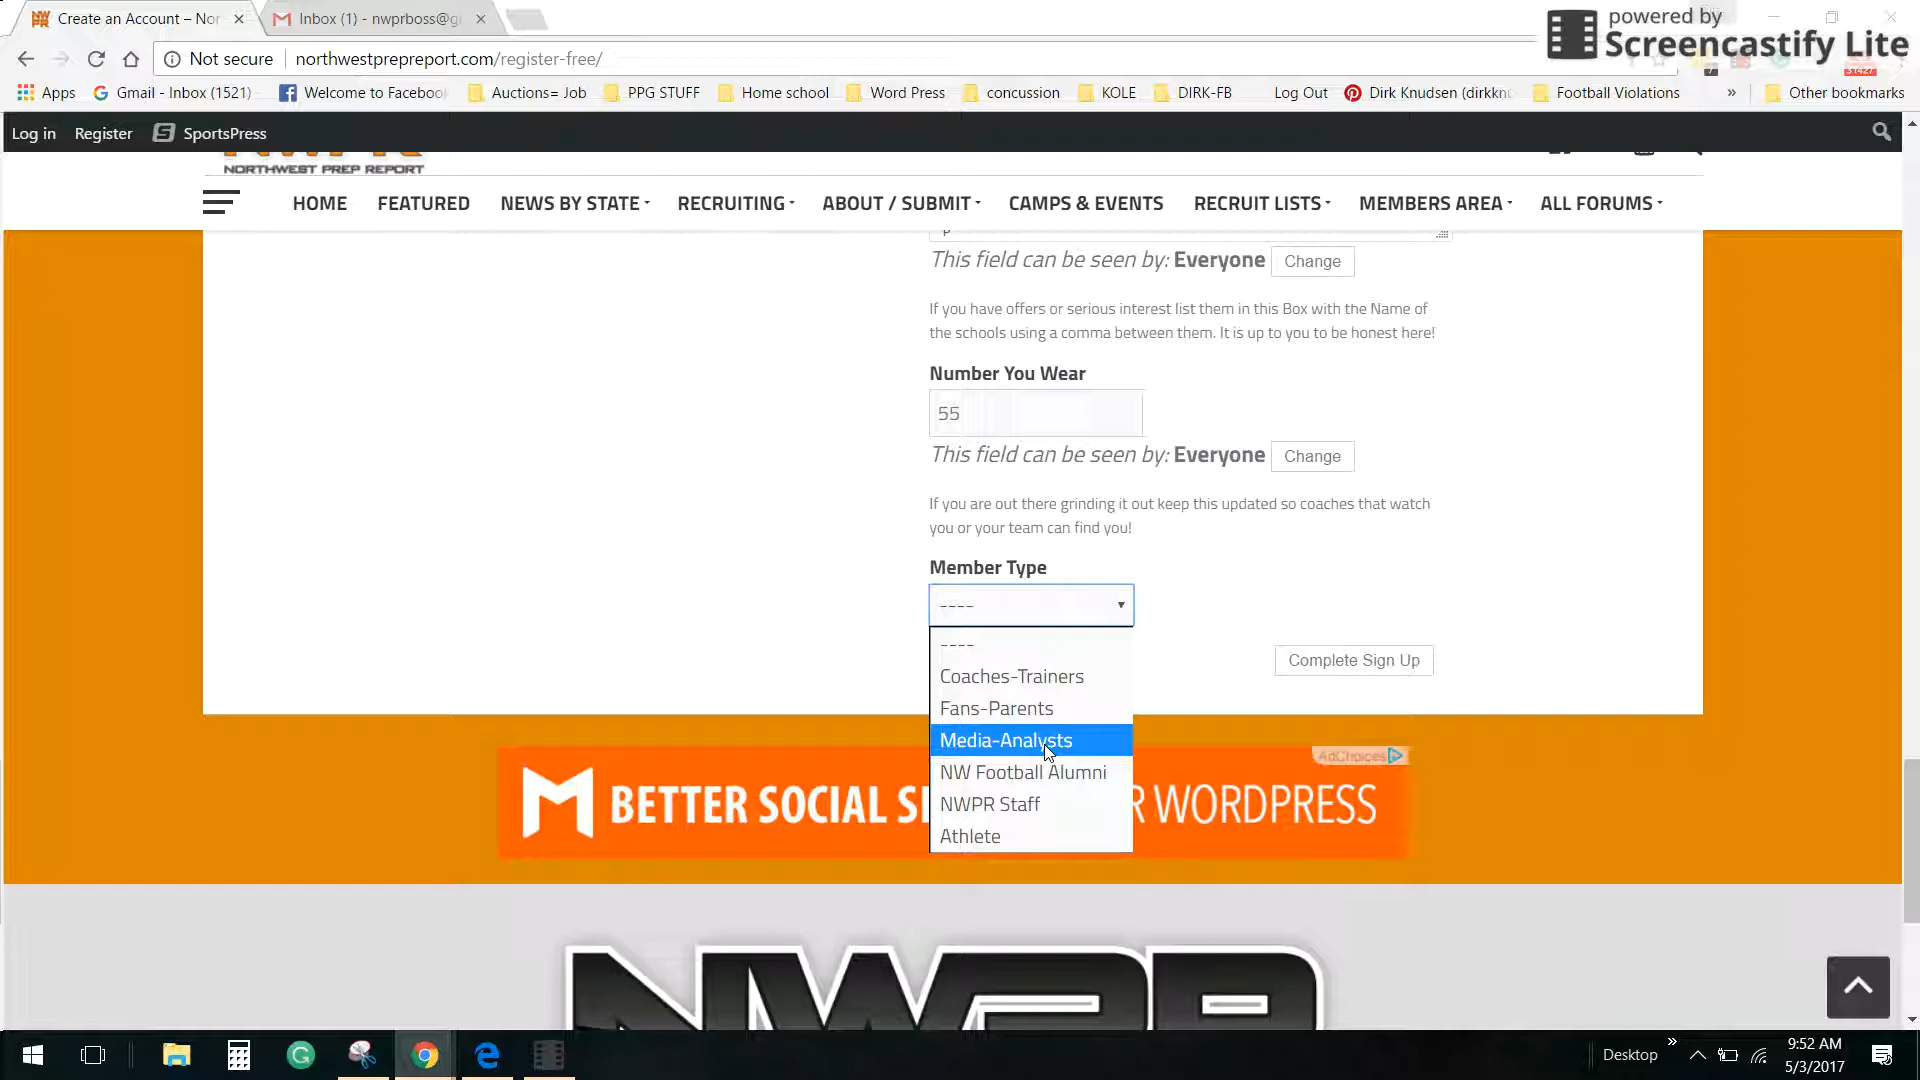 Create an Account – Nor
Inbox (1) - nwprboss@g
powered by
Screencastify Lite
Not secure
northwestprepreport.com/register-free/
Apps
Gmail - Inbox (1521)
Welcome to Facebo
Auctions= Job
PPG STUFF
Home school
Word Press
concussion
KOLE
DIRK-FB
Log Out
Dirk Knudsen (dirkkn
Football Violations
»
Other bookmarks
Log in
Register
SportsPress
NORTHWEST PREP REPORT
HOME
FEATURED
NEWS BY STATE
RECRUITING
ABOUT / SUBMIT
CAMPS & EVENTS
RECRUIT LISTS
MEMBERS AREA
ALL FORUMS
This field can be seen by: Everyone
Change
If you have offers or serious interest list them in this Box with the Name of
the schools using a comma between them. It is up to you to be honest here!
Number You Wear
55
This field can be seen by: Everyone
Change
If you are out there grinding it out keep this updated so coaches that watch
you or your team can find you!
Member Type
----
----
Coaches-Trainers
Fans-Parents
Media-Analysts
NW Football Alumni
NWPR Staff
Athlete
Complete Sign Up
AdChoices
BETTER SOCIAL S
R WORDPRESS
NWPR
Desktop
»
9:52 AM
5/3/2017